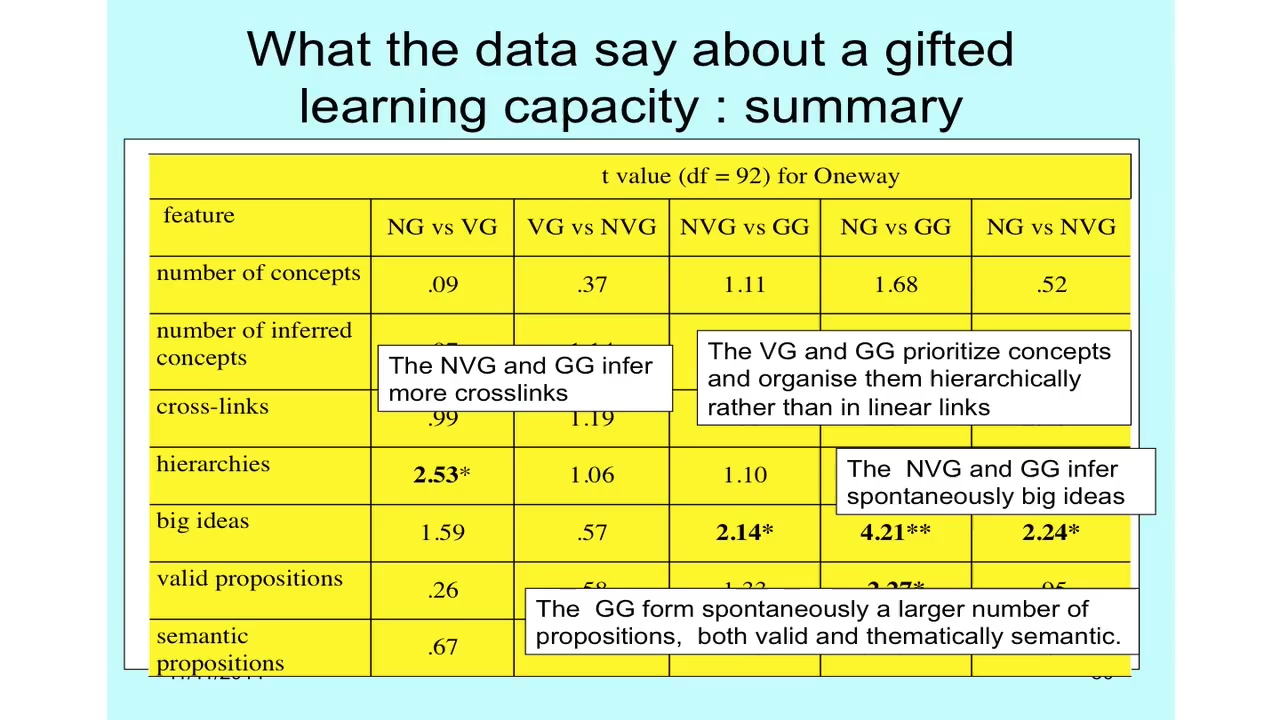 What the data say about a gifted
learning capacity : summary
t value (df = 92) for Oneway
feature NG vs VG VG vs NVG NVG vs GG NG vs GG NG vs NVG
number of concepts .09 .37 1.11 1.68 .52
number of inferred
concepts
The NVG and GG infer
more crosslinks
The VG and GG prioritize concepts
and organise them hierarchically
rather than in linear links
cross-links .99 1.19
hierarchies 2.53* 1.06 1.10
The NVG and GG infer
spontaneously big ideas
big ideas 1.59 .57 2.14* 4.21** 2.24*
valid propositions .26 .58 1.33 2.27* .95
The GG form spontaneously a larger number of
propositions, both valid and thematically semantic.
semantic
propositions .67